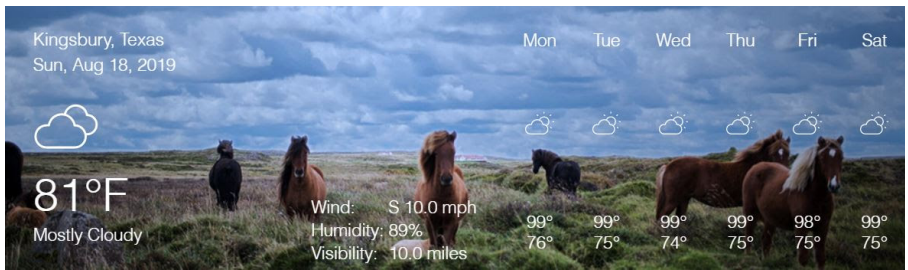 Kingsbury, Texas
Sun, Aug 18, 2019
81°F
Mostly Cloudy
Wind: S 10.0 mph
Humidity: 89%
Visibility: 10.0 miles
Mon Tue Wed Thu Fri Sat
99° 99° 99° 99° 98° 99°
76° 75° 74° 75° 75° 75°